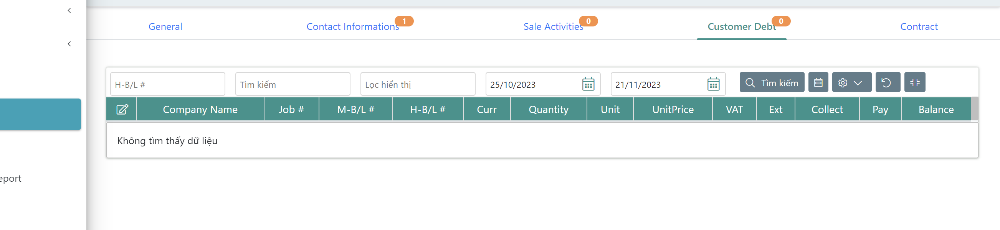 General Contact Informations 1 Sale Activities 0 Customer Debt 0 Contract
H-B/L # Tìm kiếm Lọc hiển thị 25/10/2023 21/11/2023 Tìm kiếm
Company Name Job # M-B/L # H-B/L # Curr Quantity Unit UnitPrice VAT Ext Collect Pay Balance
Không tìm thấy dữ liệu
eport